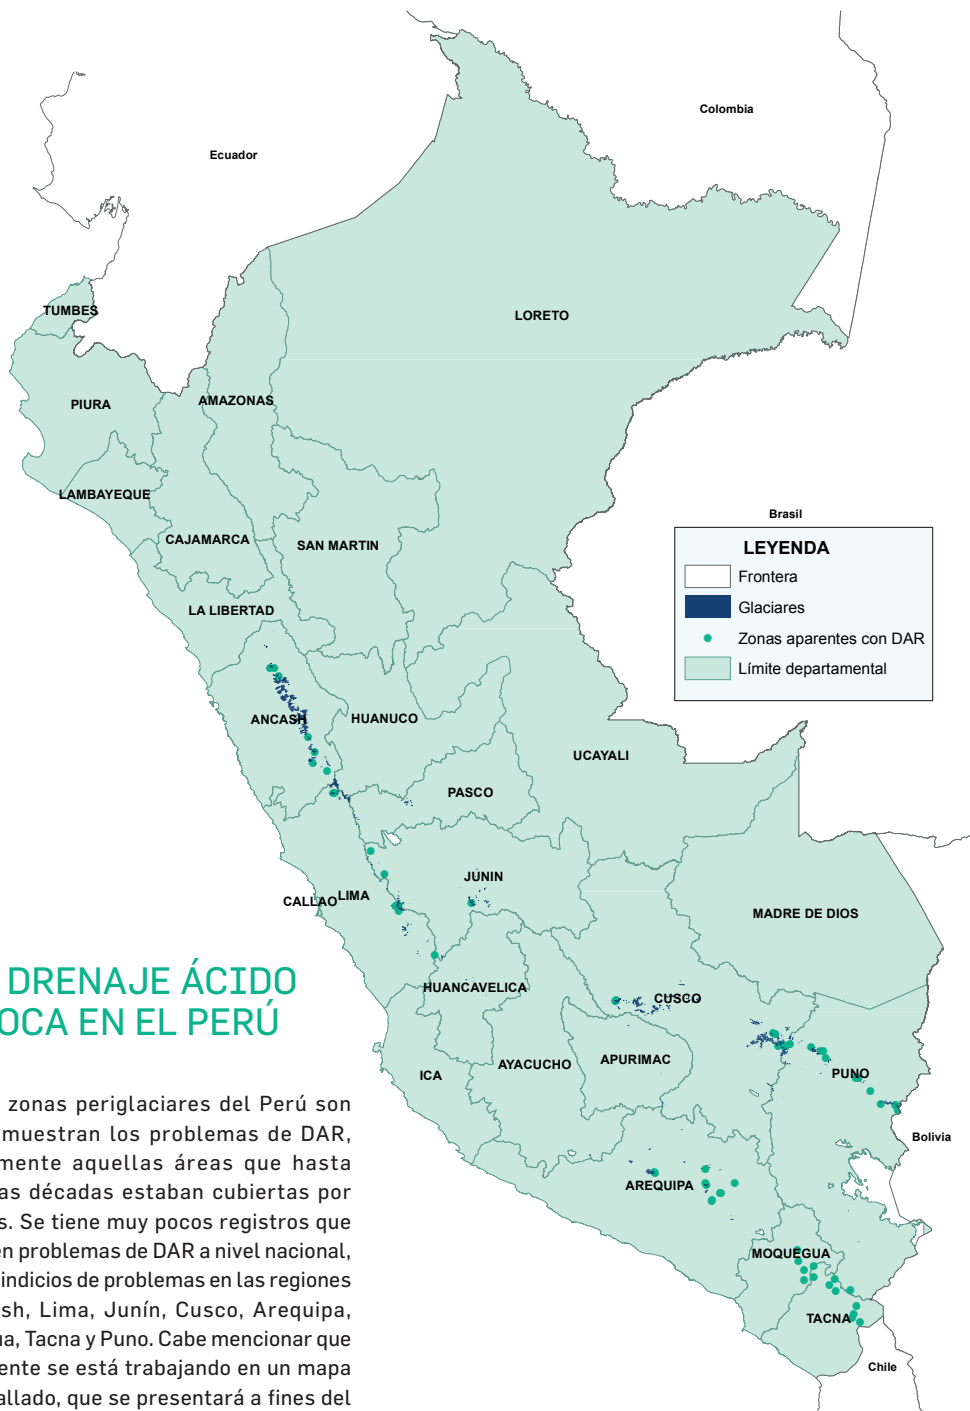 Colombia
Ecuador
TUMBES
LORETO
PIURA
AMAZONAS
LAMBAYEQUE
CAJAMARCA
SAN MARTIN
Brasil
LEYENDA
Frontera
Glaciares
Zonas aparentes con DAR
Límite departamental
LA LIBERTAD
ANCASH
HUANUCO
UCAYALI
PASCO
JUNIN
CALLAO
LIMA
MADRE DE DIOS
HUANCAVELICA
CUSCO
AYACUCHO
APURIMAC
ICA
PUNO
Bolivia
AREQUIPA
MOQUEGUA
TACNA
Chile
DRENAJE ÁCIDO
OCA EN EL PERÚ
zonas periglaciares del Perú son
muestran los problemas de DAR,
mente aquellas áreas que hasta
as décadas estaban cubiertas por
s. Se tiene muy pocos registros que
en problemas de DAR a nivel nacional,
indicios de problemas en las regiones
sh, Lima, Junín, Cusco, Arequipa,
ua, Tacna y Puno. Cabe mencionar que
ente se está trabajando en un mapa
allado, que se presentará a fines del